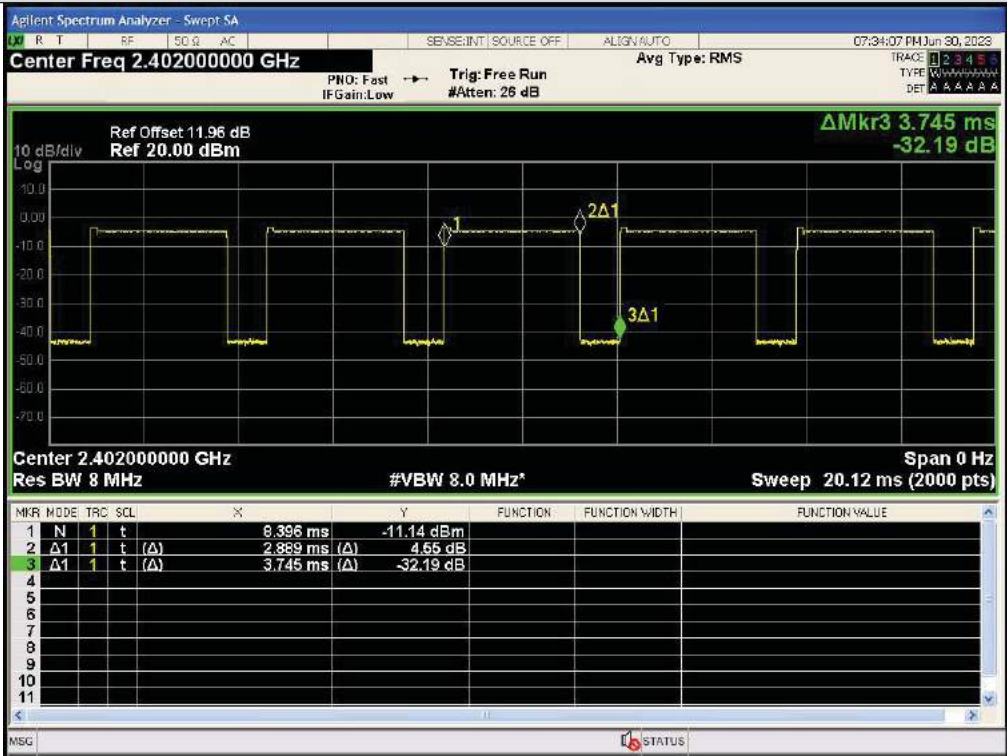 Agilent Spectrum Analyzer - Swept SA
LXI R T RF 50 Ω AC SENSE:INT SOURCE OFF ALIGN AUTO 07:34:07 PM Jun 30, 2023
Center Freq 2.402000000 GHz
PNO: Fast
IFGain:Low
Trig: Free Run
#Atten: 26 dB
Avg Type: RMS
TRACE 1 2 3 4 5 6
TYPE WWWWWW
DET A A A A A A
ΔMkr3 3.745 ms
-32.19 dB
Ref Offset 11.96 dB
10 dB/div Ref 20.00 dBm
Log
10.0
0.00
-10.0
-20.0
-30.0
-40.0
-50.0
-60.0
-70.0
1
2Δ1
3Δ1
Center 2.402000000 GHz Span 0 Hz
Res BW 8 MHz #VBW 8.0 MHz* Sweep 20.12 ms (2000 pts)
MKR MODE TRC SCL X Y FUNCTION FUNCTION WIDTH FUNCTION VALUE
1 N 1 t 8.396 ms -11.14 dBm
2 Δ1 1 t (Δ) 2.889 ms (Δ) 4.55 dB
3 Δ1 1 t (Δ) 3.745 ms (Δ) -32.19 dB
4
5
6
7
8
9
10
11
MSG STATUS